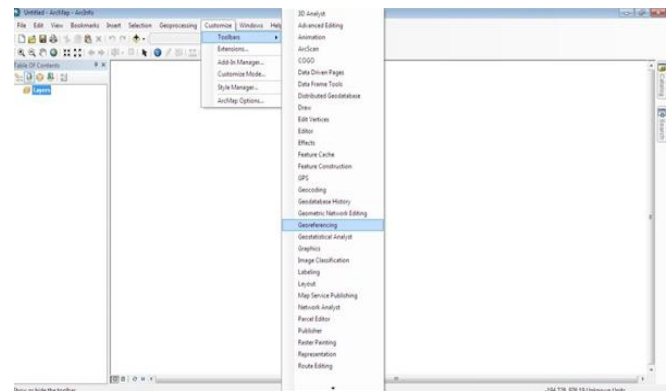 Untitled - ArcMap - ArcInfo
File Edit View Bookmarks Insert Selection Geoprocessing Customize Windows Help
Table Of Contents
Layers
Toolbars
Extensions...
Add-In Manager...
Customize Mode...
Style Manager...
ArcMap Options...
3D Analyst
Advanced Editing
Animation
ArcScan
COGO
Data Driven Pages
Data Frame Tools
Distributed Geodatabase
Draw
Edit Vertices
Editor
Effects
Feature Cache
Feature Construction
GPS
Geocoding
Geodatabase History
Geometric Network Editing
Georeferencing
Geostatistical Analyst
Graphics
Image Classification
Labeling
Layout
Map Service Publishing
Network Analyst
Parcel Editor
Publisher
Raster Painting
Representation
Route Editing
Catalog
Search
Show or hide the toolbar
Unknown Units